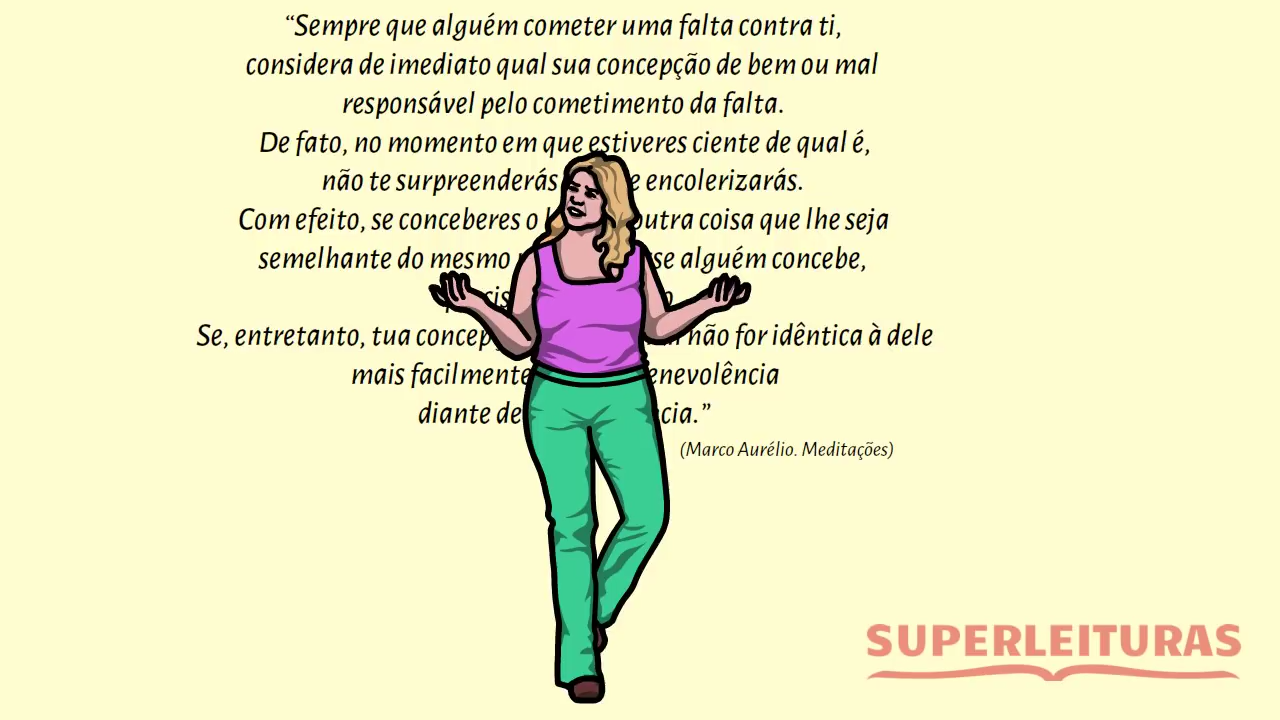 “Sempre que alguém cometer uma falta contra ti,
considera de imediato qual sua concepção de bem ou mal
responsável pelo cometimento da falta.
De fato, no momento em que estiveres ciente de qual é,
não te surpreenderás e encolerizarás.
Com efeito, se conceberes o outra coisa que lhe seja
semelhante do mesmo se alguém concebe,
Se, entretanto, tua não for idêntica à dele
mais facilmente
diante de
(Marco Aurélio. Meditações)
SUPERLEITURAS